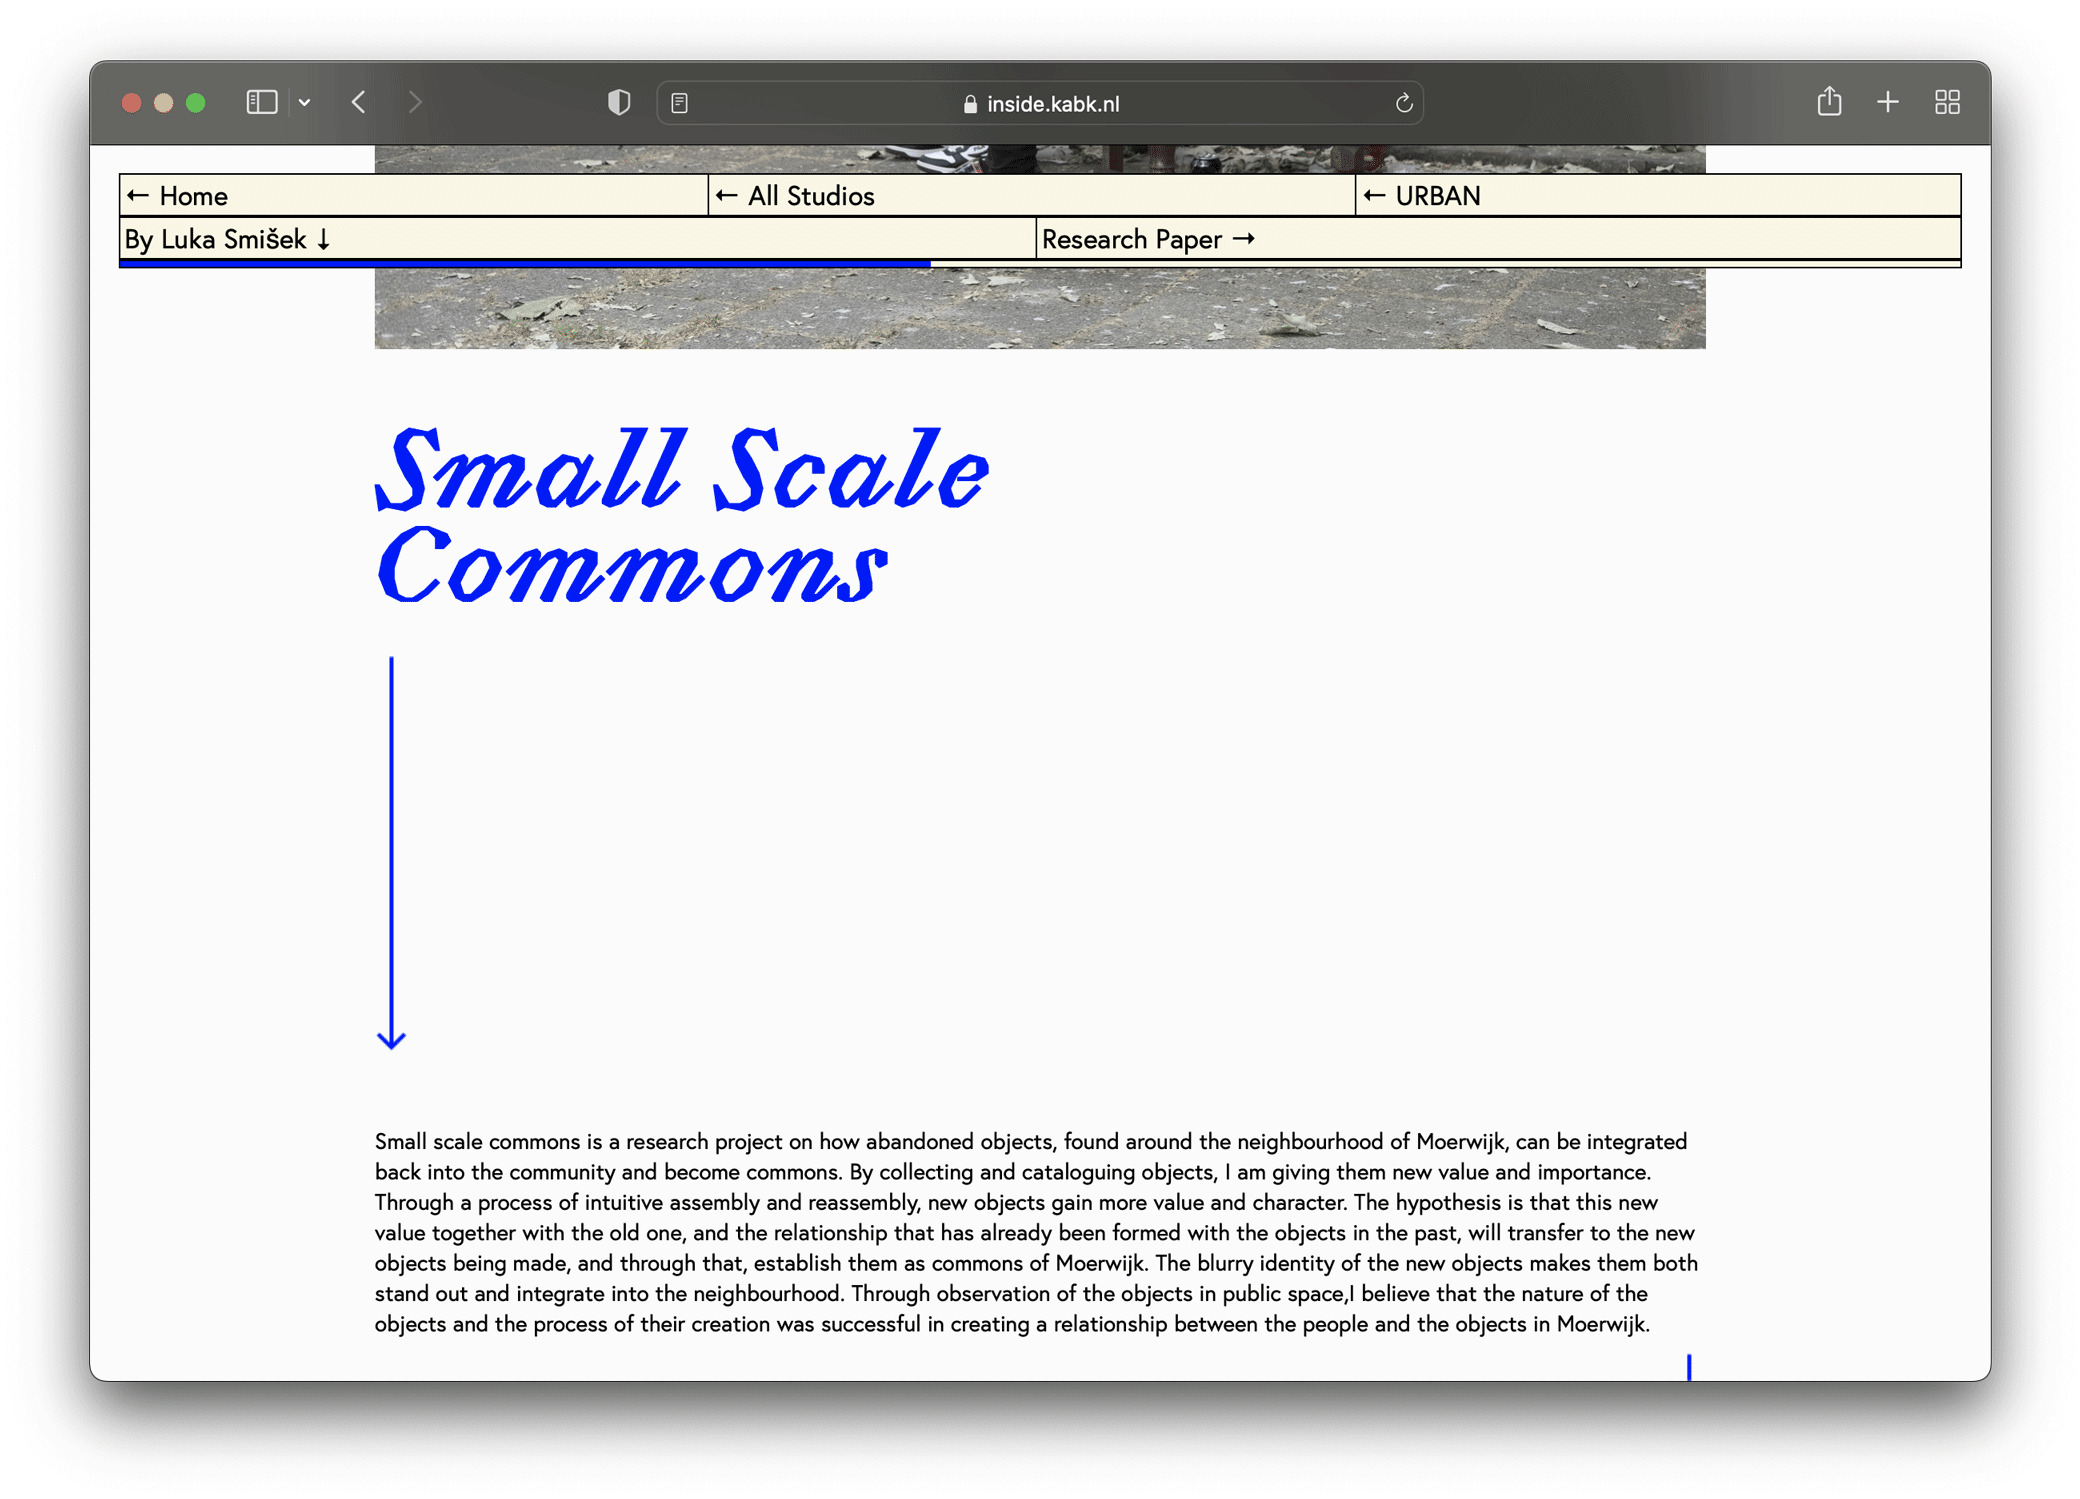 inside.kabk.nl
← Home
← All Studios
← URBAN
By Luka Smišek ↓
Research Paper →
Small Scale
Commons
Small scale commons is a research project on how abandoned objects, found around the neighbourhood of Moerwijk, can be integrated
back into the community and become commons. By collecting and cataloguing objects, I am giving them new value and importance.
Through a process of intuitive assembly and reassembly, new objects gain more value and character. The hypothesis is that this new
value together with the old one, and the relationship that has already been formed with the objects in the past, will transfer to the new
objects being made, and through that, establish them as commons of Moerwijk. The blurry identity of the new objects makes them both
stand out and integrate into the neighbourhood. Through observation of the objects in public space,I believe that the nature of the
objects and the process of their creation was successful in creating a relationship between the people and the objects in Moerwijk.